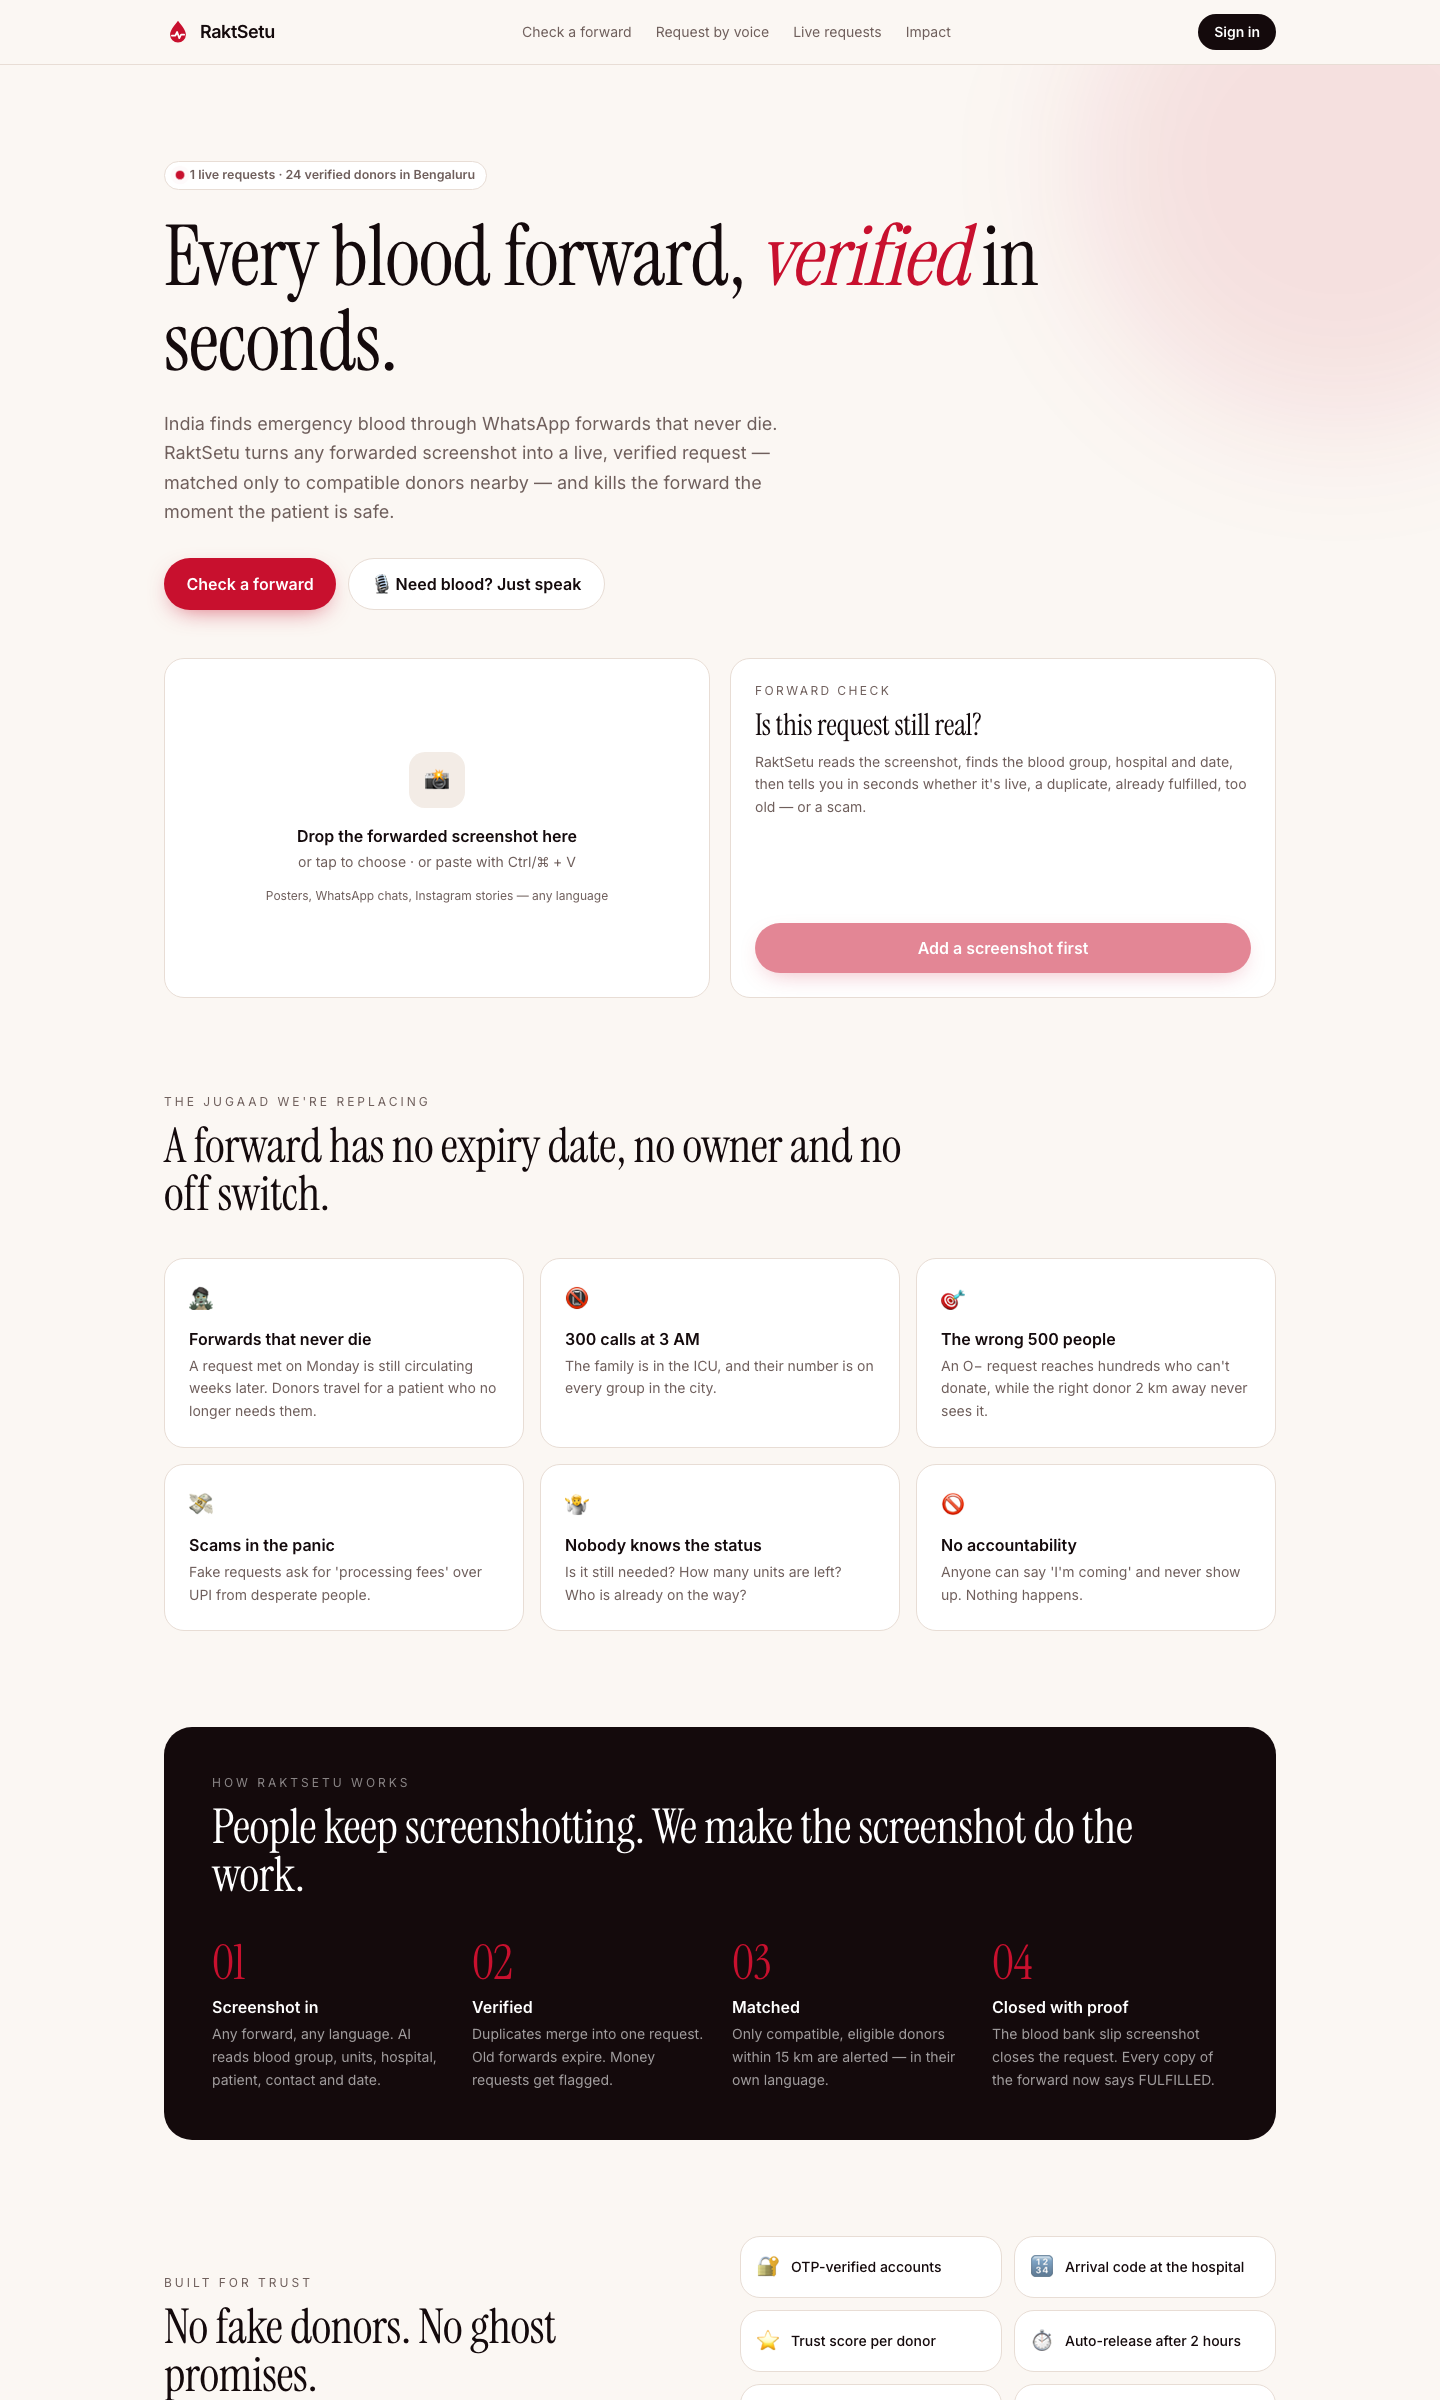 RaktSetu
Check a forward
Request by voice
Live requests
Impact
Sign in
1 live requests · 24 verified donors in Bengaluru
Every blood forward, verified in
seconds.
India finds emergency blood through WhatsApp forwards that never die.
RaktSetu turns any forwarded screenshot into a live, verified request —
matched only to compatible donors nearby — and kills the forward the
moment the patient is safe.
Check a forward
🎙️ Need blood? Just speak
Drop the forwarded screenshot here
or tap to choose · or paste with Ctrl/⌘ + V
Posters, WhatsApp chats, Instagram stories — any language
FORWARD CHECK
Is this request still real?
RaktSetu reads the screenshot, finds the blood group, hospital and date,
then tells you in seconds whether it's live, a duplicate, already fulfilled, too
old — or a scam.
Add a screenshot first
THE JUGAAD WE'RE REPLACING
A forward has no expiry date, no owner and no
off switch.
Forwards that never die
A request met on Monday is still circulating
weeks later. Donors travel for a patient who no
longer needs them.
300 calls at 3 AM
The family is in the ICU, and their number is on
every group in the city.
The wrong 500 people
An O− request reaches hundreds who can't
donate, while the right donor 2 km away never
sees it.
Scams in the panic
Fake requests ask for 'processing fees' over
UPI from desperate people.
Nobody knows the status
Is it still needed? How many units are left?
Who is already on the way?
No accountability
Anyone can say 'I'm coming' and never show
up. Nothing happens.
HOW RAKTSETU WORKS
People keep screenshotting. We make the screenshot do the
work.
01
Screenshot in
Any forward, any language. AI
reads blood group, units, hospital,
patient, contact and date.
02
Verified
Duplicates merge into one request.
Old forwards expire. Money
requests get flagged.
03
Matched
Only compatible, eligible donors
within 15 km are alerted — in their
own language.
04
Closed with proof
The blood bank slip screenshot
closes the request. Every copy of
the forward now says FULFILLED.
BUILT FOR TRUST
No fake donors. No ghost
promises.
OTP-verified accounts
Arrival code at the hospital
Trust score per donor
Auto-release after 2 hours